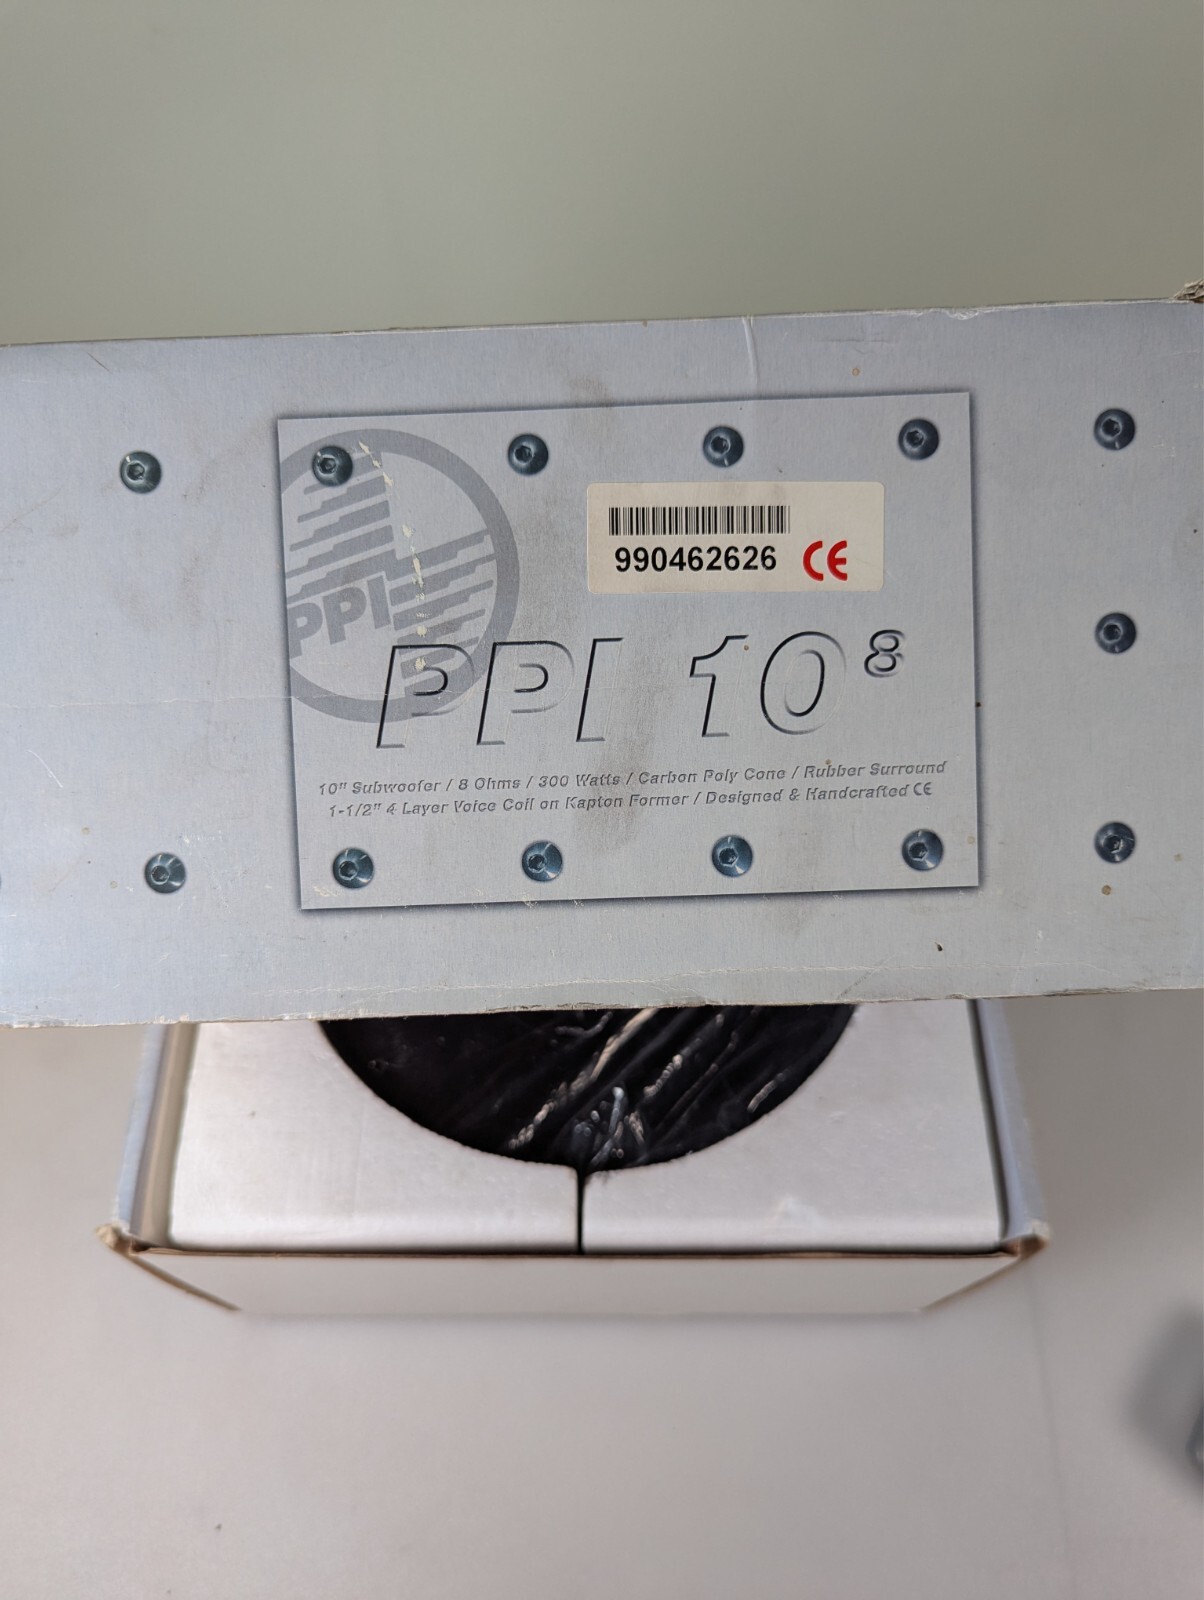 990462626 CE
PPI
PPI 10⁸
10" Subwoofer / 8 Ohms / 300 Watts / Carbon Poly Cone / Rubber Surround
1-1/2" 4 Layer Voice Coil on Kapton Former / Designed & Handcrafted CE